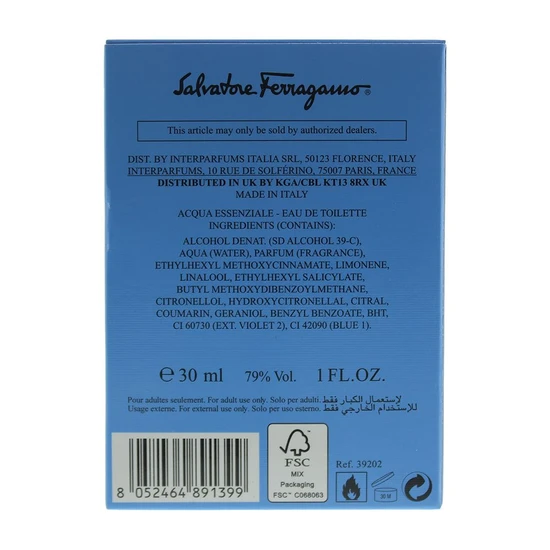 Salvatore Ferragamo®
This article may only be sold by authorized dealers.
DIST. BY INTERPARFUMS ITALIA SRL, 50123 FLORENCE, ITALY
INTERPARFUMS, 10 RUE DE SOLFÉRINO, 75007 PARIS, FRANCE
DISTRIBUTED IN UK BY KGA/CBL KT13 8RX UK
MADE IN ITALY
ACQUA ESSENZIALE - EAU DE TOILETTE
INGREDIENTS (CONTAINS):
ALCOHOL DENAT. (SD ALCOHOL 39-C),
AQUA (WATER), PARFUM (FRAGRANCE),
ETHYLHEXYL METHOXYCINNAMATE, LIMONENE,
LINALOOL, ETHYLHEXYL SALICYLATE,
BUTYL METHOXYDIBENZOYLMETHANE,
CITRONELLOL, HYDROXYCITRONELLAL, CITRAL,
COUMARIN, GERANIOL, BENZYL BENZOATE, BHT,
CI 60730 (EXT. VIOLET 2), CI 42090 (BLUE 1).
℮ 30 ml 79% Vol. 1 FL.OZ.
Pour adultes seulement. For adult use only. Solo per adulti. لإستعمال الكبار فقط
Usage externe. For external use only. Solo per uso esterno. للإستخدام الخارجي فقط
FSC
MIX
Packaging
FSC™ C068063
Ref. 39202
36 M
8 052464 891399